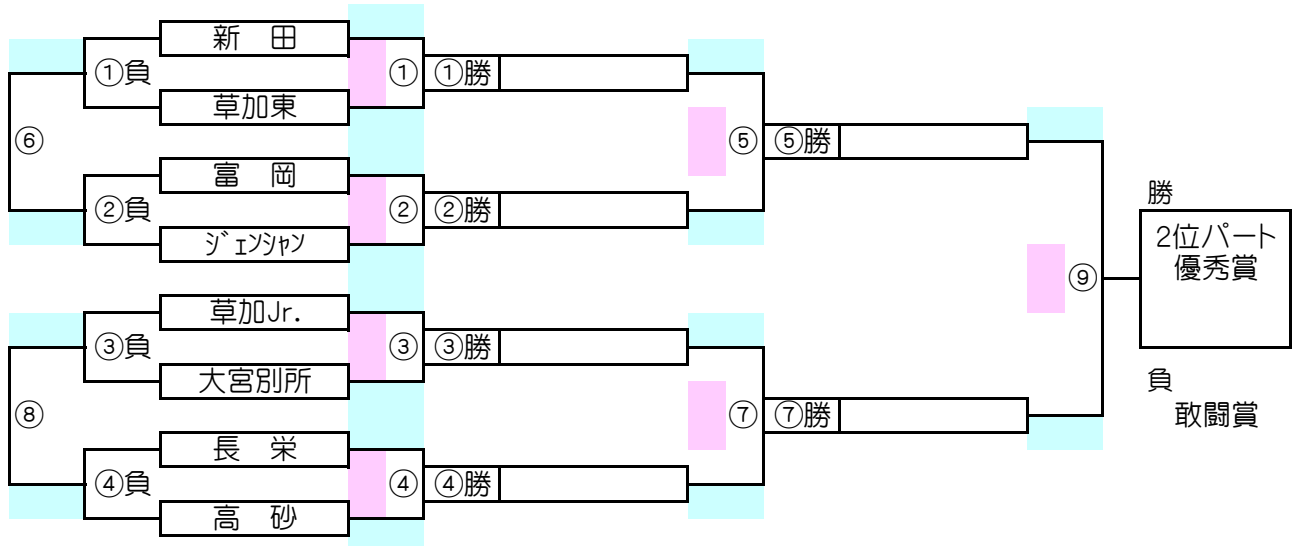 新 田
①負
①
①勝
草加東
⑥
⑤
⑤勝
富 岡
②負
②
②勝
ｼﾞｪﾝｼｬﾝ
勝
2位パート
優秀賞
⑨
草加Jr.
③負
③
③勝
大宮別所
負
敢闘賞
⑧
⑦
⑦勝
長 栄
④負
④
④勝
高 砂